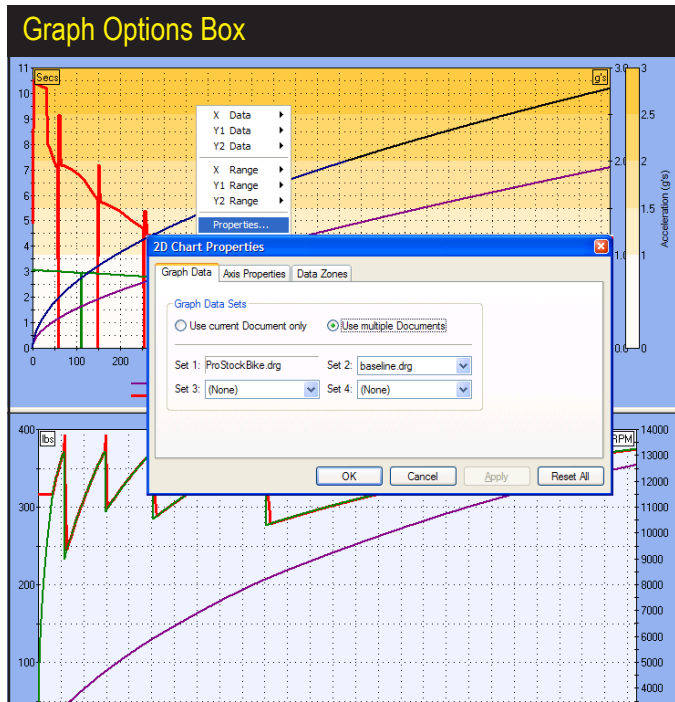 Graph Options Box
11
10
9
8
7
6
5
4
3
2
1
0
Secs
g's
3.0
2.0
1.0
0.0
3
2.5
2
1.5
1
0
Acceleration (g's)
0 100 200
X Data
Y1 Data
Y2 Data
X Range
Y1 Range
Y2 Range
Properties...
2D Chart Properties
Graph Data Axis Properties Data Zones
Graph Data Sets
Use current Document only Use multiple Documents
Set 1: ProStockBike.drg Set 2: baseline.drg
Set 3: (None) Set 4: (None)
OK Cancel Apply Reset All
400
300
200
100
lbs
RPM
14000
13000
12000
11000
10000
9000
8000
7000
6000
5000
4000